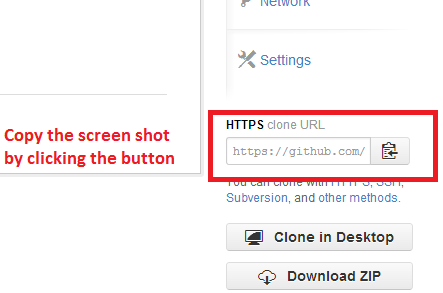 Network
Settings
Copy the screen shot
by clicking the button
HTTPS clone URL
https://github.com/
You can clone with HTTPS, SSH,
Subversion, and other methods.
Clone in Desktop
Download ZIP